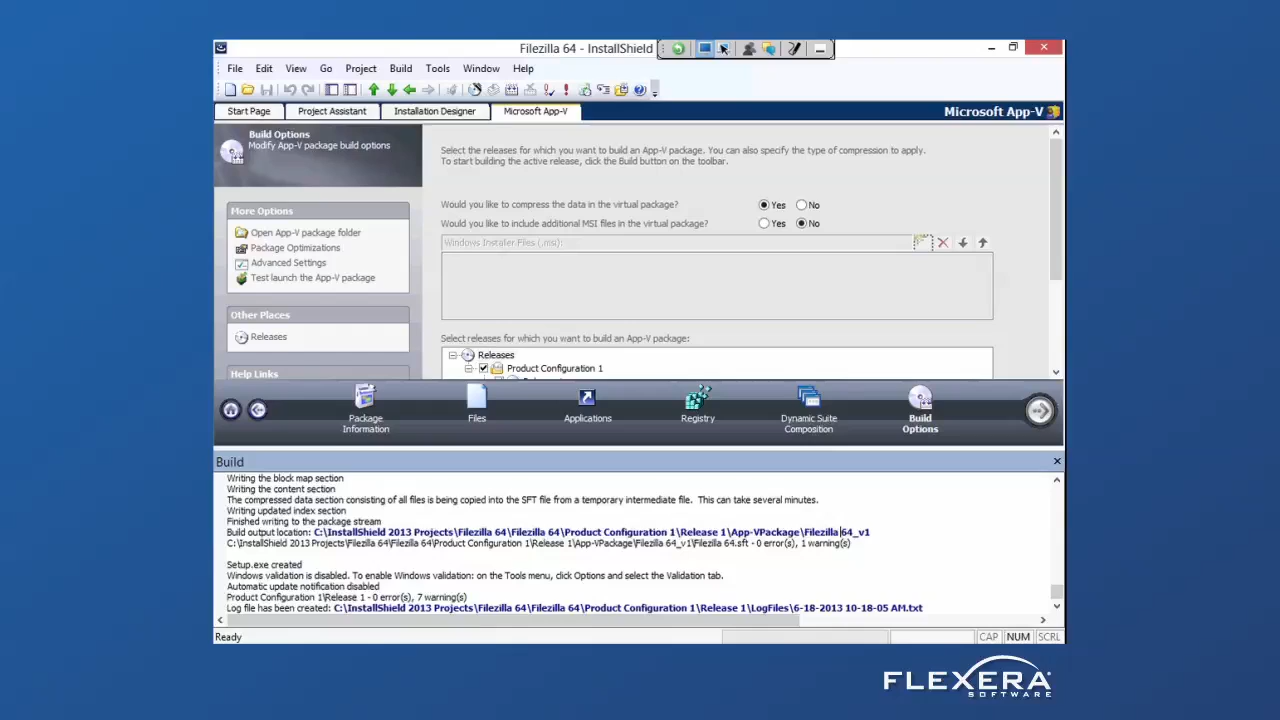 Filezilla 64 - InstallShield
File Edit View Go Project Build Tools Window Help
Start Page Project Assistant Installation Designer Microsoft App-V
Microsoft App-V
Build Options
Modify App-V package build options
More Options
Open App-V package folder
Package Optimizations
Advanced Settings
Test launch the App-V package
Other Places
Releases
Help Links
Select the releases for which you want to build an App-V package. You can also specify the type of compression to apply.
To start building the active release, click the Build button on the toolbar.
Would you like to compress the data in the virtual package? Yes No
Would you like to include additional MSI files in the virtual package? Yes No
Windows Installer Files (.msi):
Select releases for which you want to build an App-V package:
Releases
Product Configuration 1
Package Information
Files
Applications
Registry
Dynamic Suite Composition
Build Options
Build
Writing the block map section
Writing the content section
The compressed data section consisting of all files is being copied into the SFT file from a temporary intermediate file. This can take several minutes.
Writing updated index section
Finished writing to the package stream
Build output location: C:\InstallShield 2013 Projects\Filezilla 64\Filezilla 64\Product Configuration 1\Release 1\App-VPackage\Filezilla 64_v1
C:\InstallShield 2013 Projects\Filezilla 64\Filezilla 64\Product Configuration 1\Release 1\App-VPackage\Filezilla 64_v1\Filezilla 64.sft - 0 error(s), 1 warning(s)
Setup.exe created
Windows validation is disabled. To enable Windows validation: on the Tools menu, click Options and select the Validation tab.
Automatic update notification disabled
Product Configuration 1\Release 1 - 0 error(s), 7 warning(s)
Log file has been created: C:\InstallShield 2013 Projects\Filezilla 64\Filezilla 64\Product Configuration 1\Release 1\LogFiles\6-18-2013 10-18-05 AM.txt
Ready
CAP NUM SCRL
FLEXERA
SOFTWARE